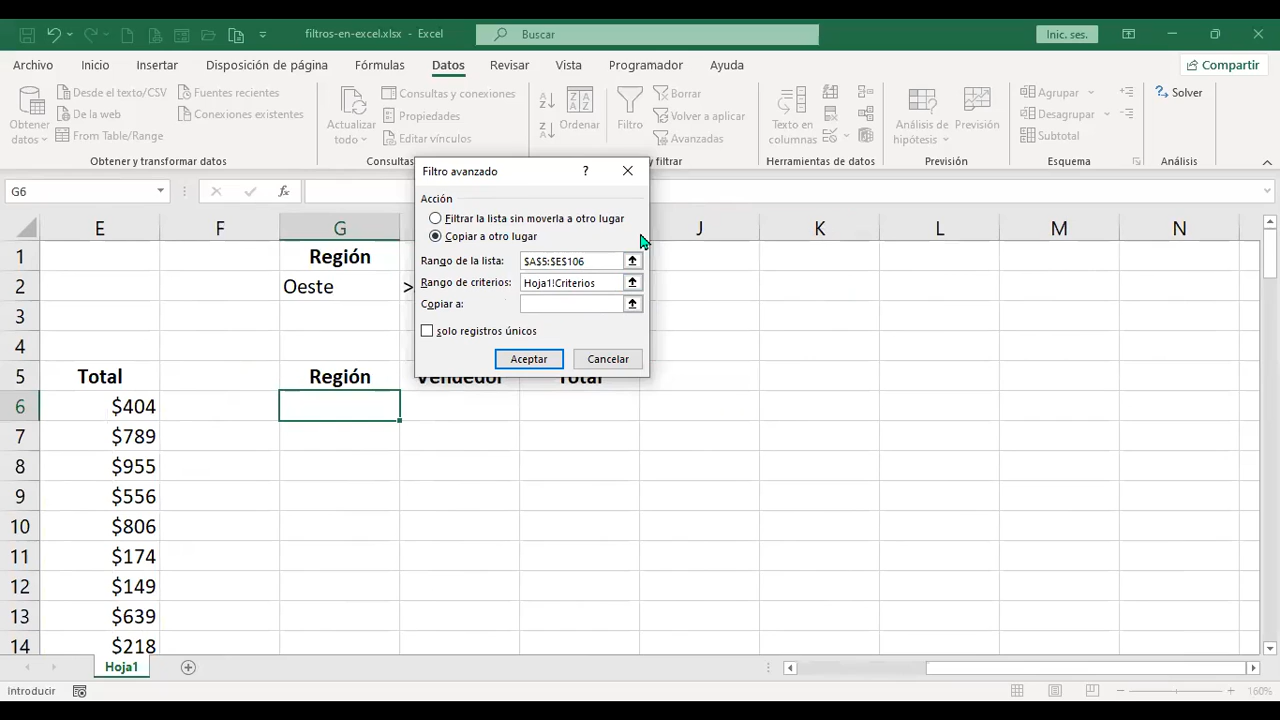 filtros-en-excel.xlsx - Excel
Buscar
Inic. ses.
Archivo Inicio Insertar Disposición de página Fórmulas Datos Revisar Vista Programador Ayuda
Compartir
Obtener datos
Desde el texto/CSV
De la web
From Table/Range
Fuentes recientes
Conexiones existentes
Obtener y transformar datos
Actualizar todo
Consultas y conexiones
Propiedades
Editar vínculos
Consultas
Ordenar
Filtro
Borrar
Volver a aplicar
Avanzadas
y filtrar
Texto en columnas
Herramientas de datos
Análisis de hipótesis
Previsión
Previsión
Agrupar
Desagrupar
Subtotal
Esquema
Solver
Análisis
G6
fx
Filtro avanzado
?
Acción
Filtrar la lista sin moverla a otro lugar
Copiar a otro lugar
Rango de la lista: $A$5:$E$106
Rango de criterios: Hoja1!Criterios
Copiar a:
Solo registros únicos
Aceptar Cancelar
E F G J K L M N
1 Región
2 Oeste >
3
4
5 Total Región Vendedor Total
6 $404
7 $789
8 $955
9 $556
10 $806
11 $174
12 $149
13 $639
14 $218
Hoja1
Introducir
160%